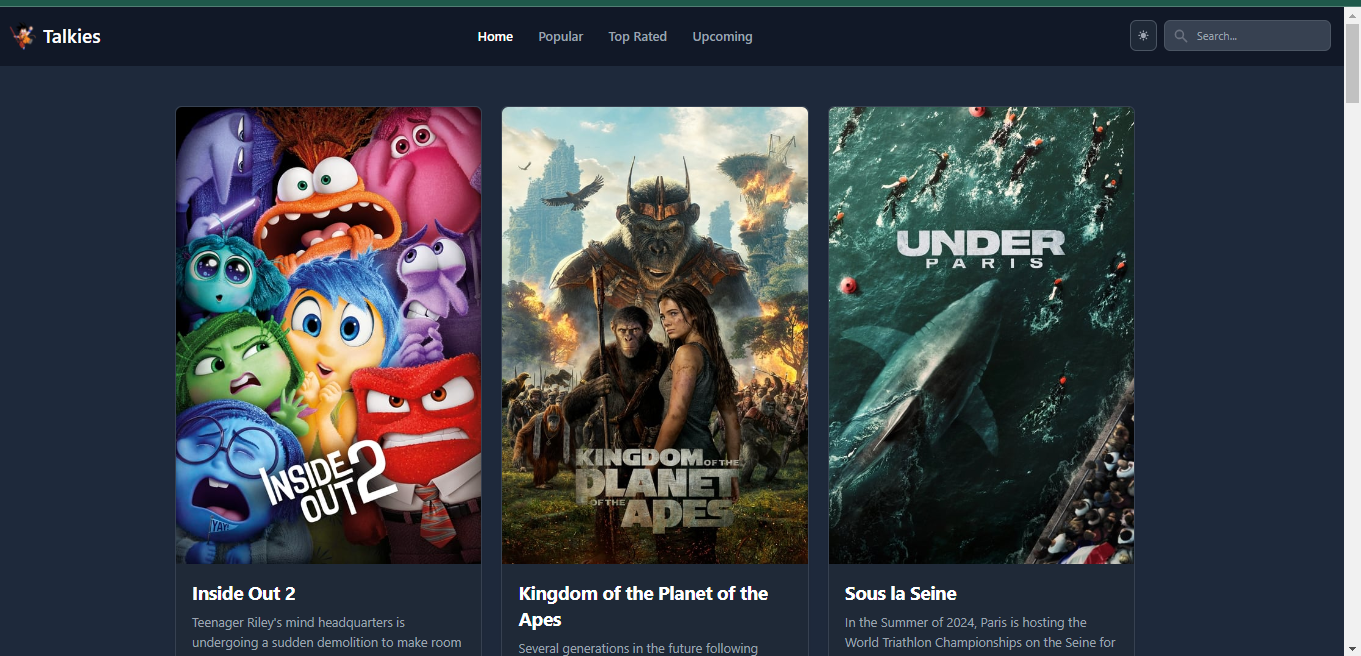 Talkies
Home Popular Top Rated Upcoming
Search...
INSIDE
OUT 2
KINGDOM OF THE
PLANET
OF THE APES
UNDER
PARIS
YAY
Inside Out 2
Teenager Riley's mind headquarters is
undergoing a sudden demolition to make room
Kingdom of the Planet of the
Apes
Several generations in the future following
Sous la Seine
In the Summer of 2024, Paris is hosting the
World Triathlon Championships on the Seine for